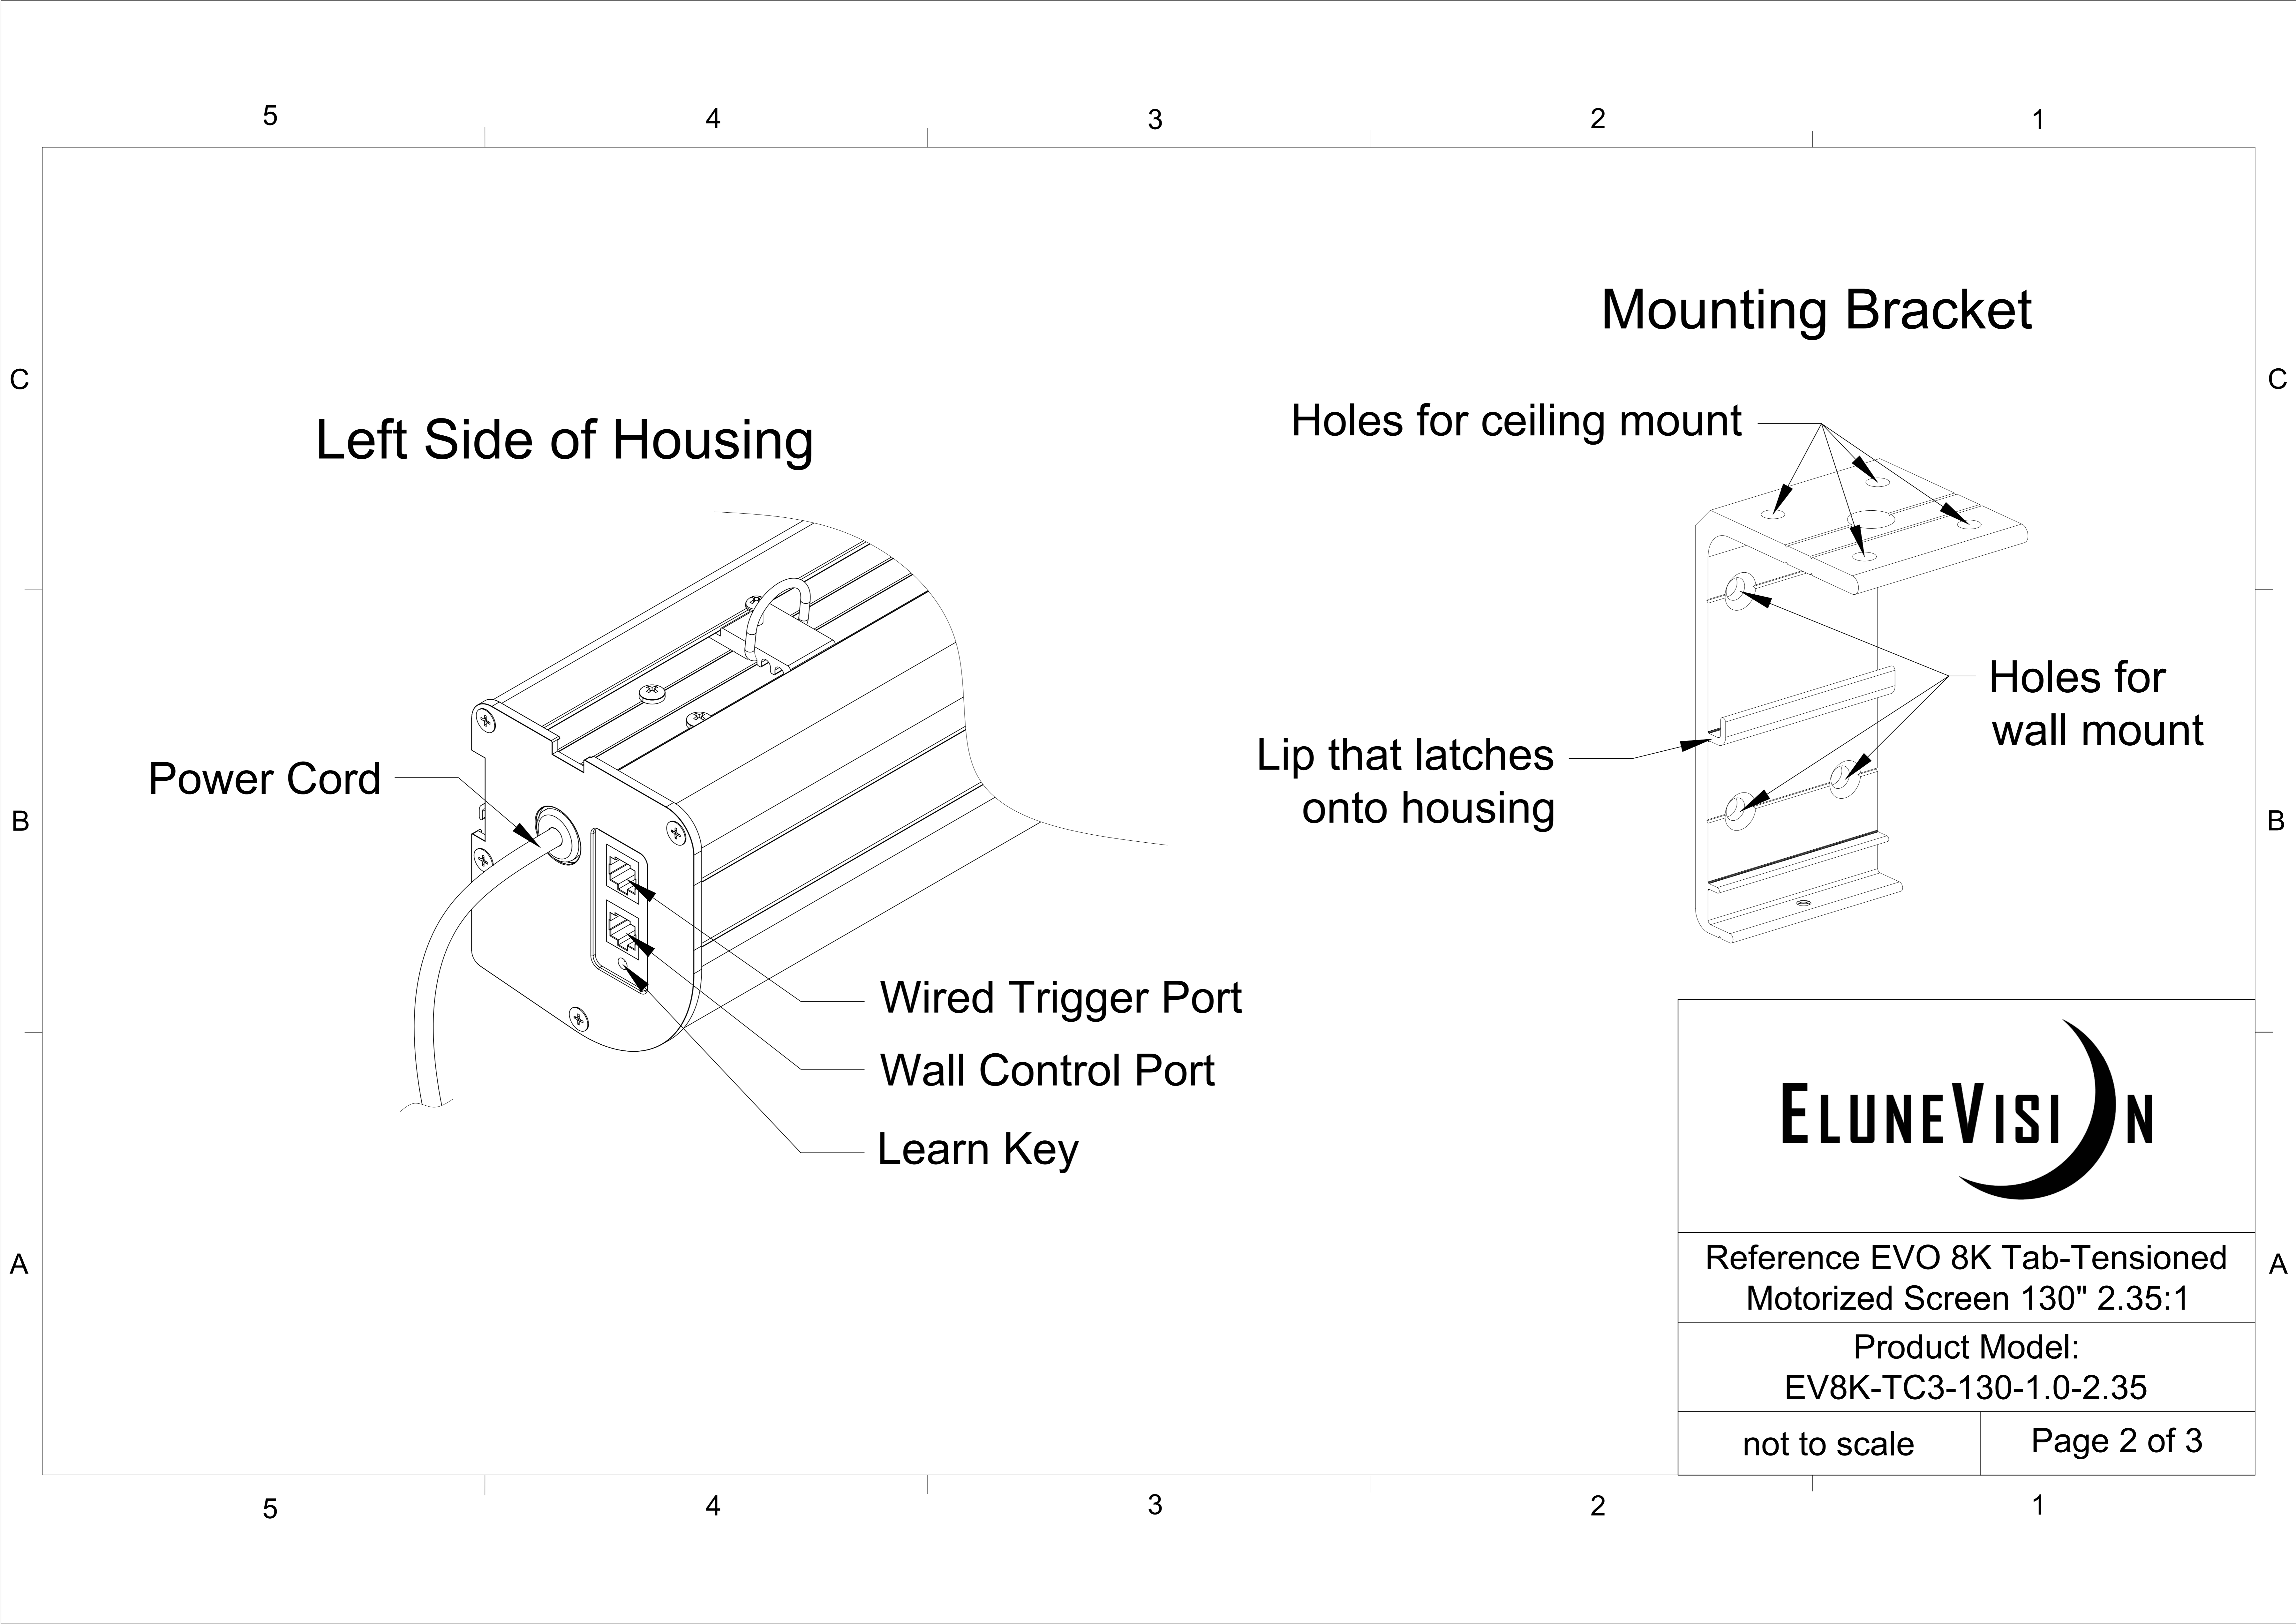 5 4 3 2 1
Mounting Bracket
C C
Holes for ceiling mount
Left Side of Housing
Holes for
wall mount
Lip that latches
onto housing
Power Cord
B B
Wired Trigger Port
Wall Control Port
Learn Key
ELUNEVISION
A A
Reference EVO 8K Tab-Tensioned
Motorized Screen 130" 2.35:1
Product Model:
EV8K-TC3-130-1.0-2.35
not to scale
Page 2 of 3
5 4 3 2 1